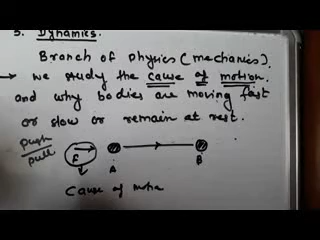 5. Dynamics.
Branch of physics (mechanics).
→ we study the cause of motion.
and why bodies are moving fast
or slow or remain at rest.
push
pull
F
A
B
Cause of motion